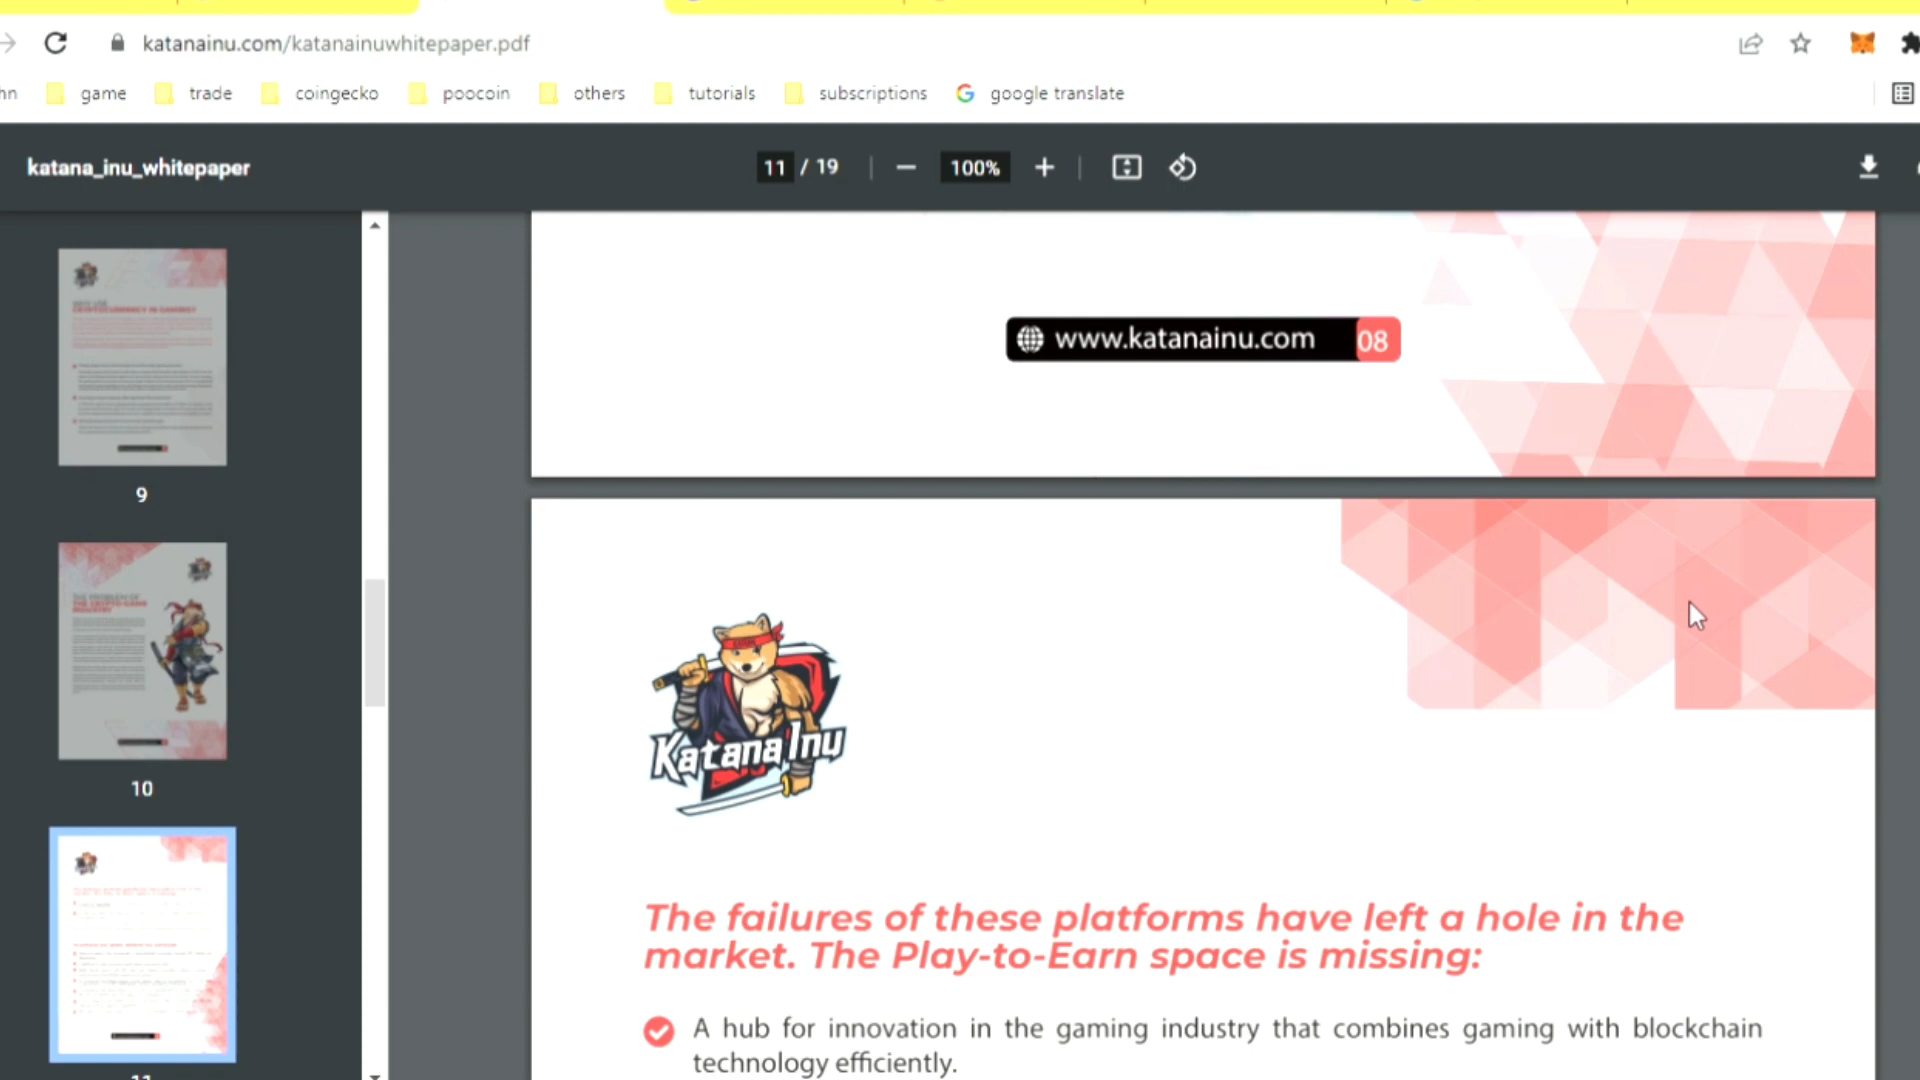 katanainu.com/katanainuwhitepaper.pdf
hn game trade coingecko poocoin others tutorials subscriptions google translate
katana_inu_whitepaper 11 / 19 100%
9
10
www.katanainu.com 08
Katana Inu
The failures of these platforms have left a hole in the
market. The Play-to-Earn space is missing:
A hub for innovation in the gaming industry that combines gaming with blockchain
technology efficiently.